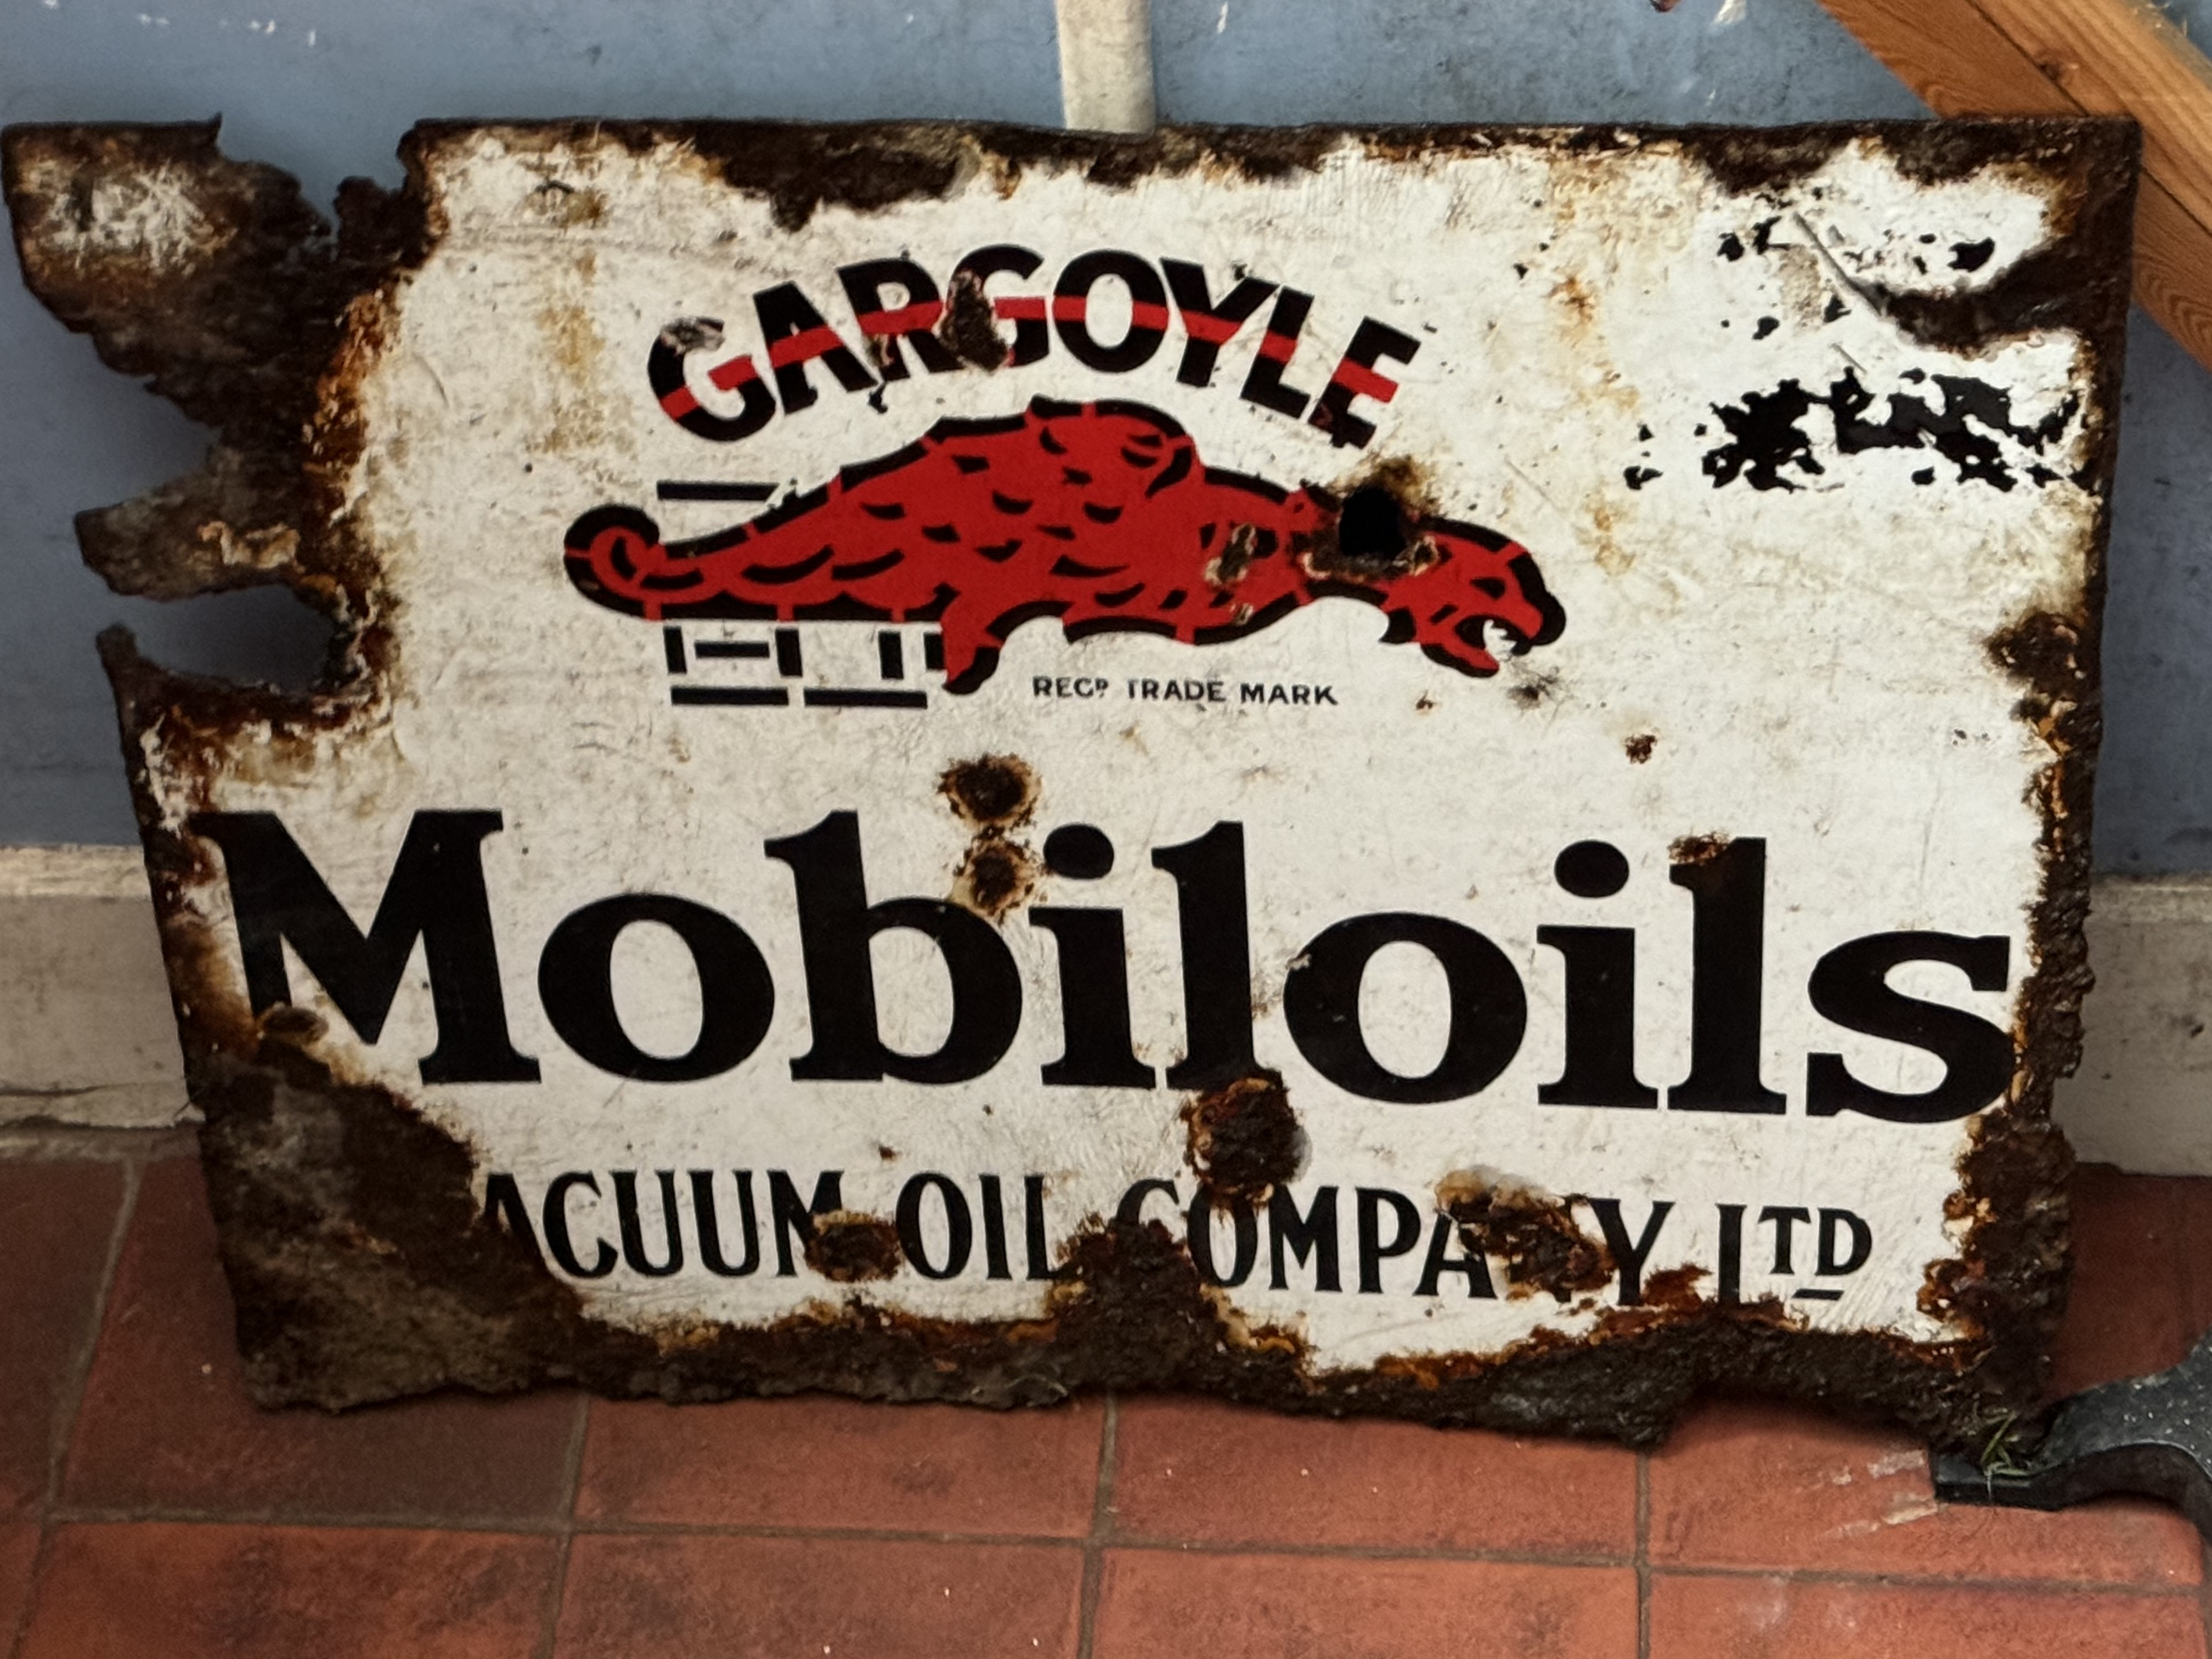 GARGOYLE
REGD TRADE MARK
Mobiloils
ACUUM OIL COMPANY LTD